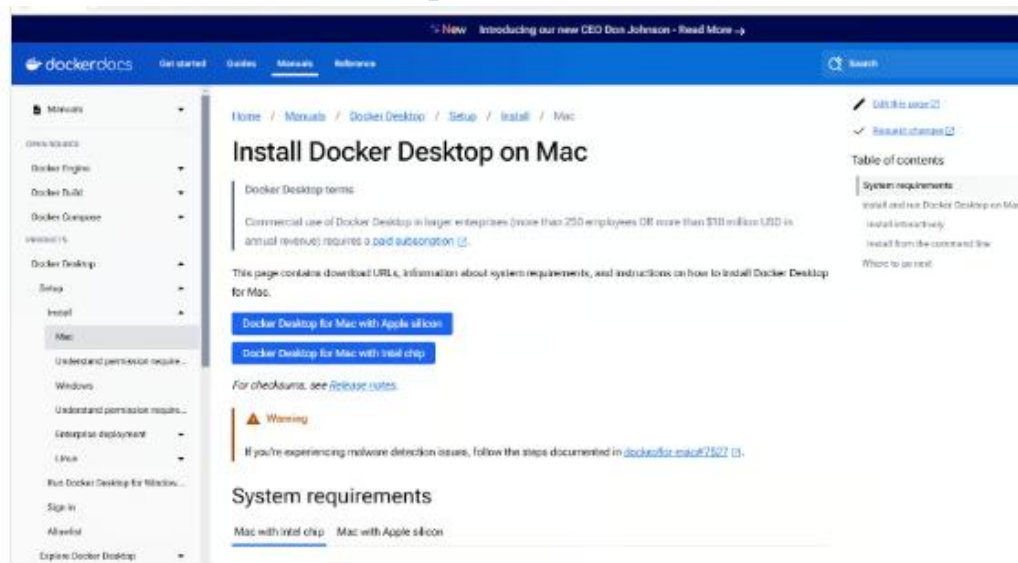 New Introducing our new CEO Don Johnson - Read More →
dockerdocs Get started Guides Manuals Reference Search
Manuals
OPEN SOURCE
Docker Engine
Docker Build
Docker Compose
PRODUCTS
Docker Desktop
Setup
Install
Mac
Understand permission require...
Windows
Understand permission require...
Enterprise deployment
Linux
Run Docker Desktop for Window...
Sign in
Allowlist
Explore Docker Desktop
Home / Manuals / Docker Desktop / Setup / Install / Mac
Install Docker Desktop on Mac
Docker Desktop terms
Commercial use of Docker Desktop in larger enterprises (more than 250 employees OR more than $10 million USD in
annual revenue) requires a paid subscription.
This page contains download URLs, information about system requirements, and instructions on how to install Docker Desktop
for Mac.
Docker Desktop for Mac with Apple silicon
Docker Desktop for Mac with Intel chip
For checksums, see Release notes.
Warning
If you're experiencing malware detection issues, follow the steps documented in docker/for-mac#7527.
System requirements
Mac with Intel chip Mac with Apple silicon
Edit this page
Request changes
Table of contents
System requirements
Install and run Docker Desktop on Mac
Install interactively
Install from the command line
Where to go next